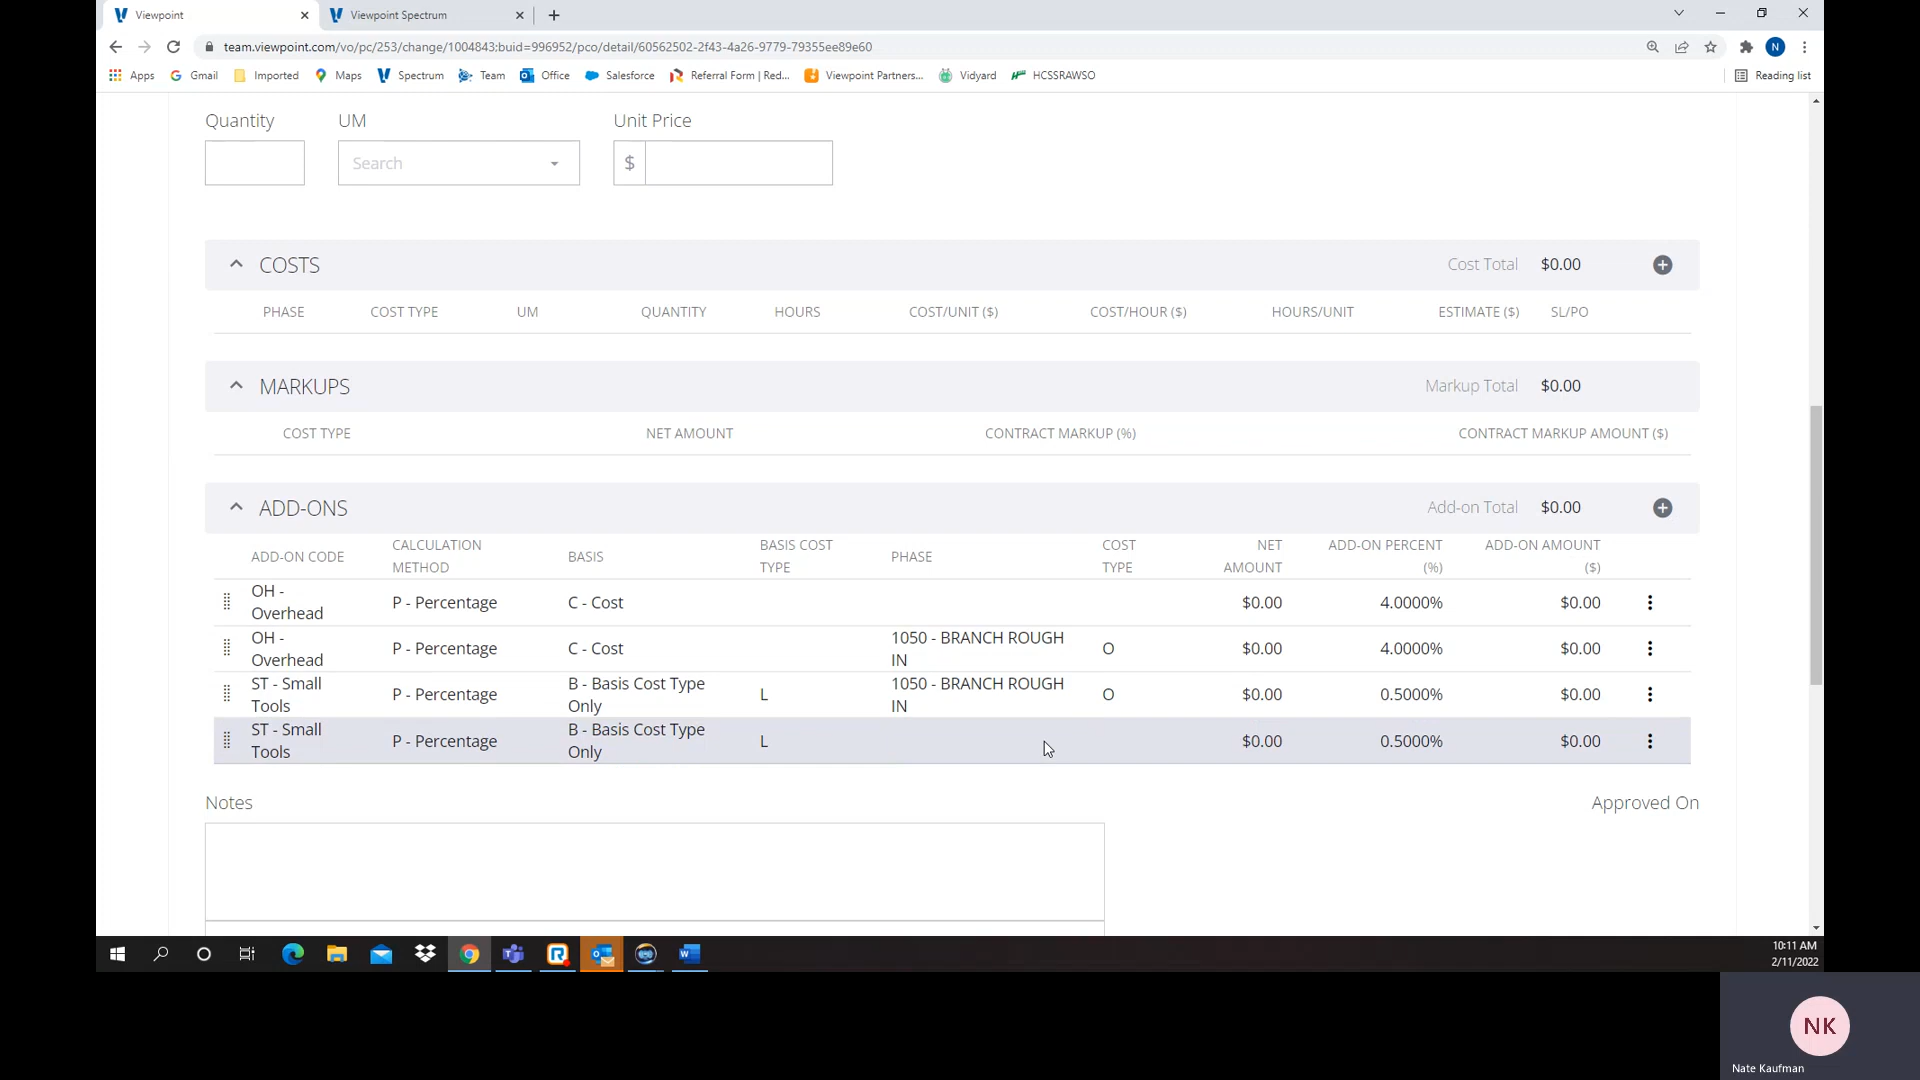 Viewpoint
Viewpoint Spectrum
team.viewpoint.com/vo/pc/253/change/1004843;buid=996952/pco/detail/60562502-2f43-4a26-9779-79355ee89e60
N
Apps Gmail Imported Maps Spectrum Team Office Salesforce Referral Form | Red... Viewpoint Partners... Vidyard HCSSRAWSO Reading list
Quantity UM Unit Price
Search $
COSTS Cost Total $0.00
PHASE COST TYPE UM QUANTITY HOURS COST/UNIT ($) COST/HOUR ($) HOURS/UNIT ESTIMATE ($) SL/PO
MARKUPS Markup Total $0.00
COST TYPE NET AMOUNT CONTRACT MARKUP (%) CONTRACT MARKUP AMOUNT ($)
ADD-ONS Add-on Total $0.00
ADD-ON CODE CALCULATION METHOD BASIS BASIS COST TYPE PHASE COST TYPE NET AMOUNT ADD-ON PERCENT (%) ADD-ON AMOUNT ($)
OH - Overhead P - Percentage C - Cost $0.00 4.0000% $0.00
OH - Overhead P - Percentage C - Cost 1050 - BRANCH ROUGH IN O $0.00 4.0000% $0.00
ST - Small Tools P - Percentage B - Basis Cost Type Only L 1050 - BRANCH ROUGH IN O $0.00 0.5000% $0.00
ST - Small Tools P - Percentage B - Basis Cost Type Only L $0.00 0.5000% $0.00
Notes Approved On
10:11 AM
2/11/2022
NK
Nate Kaufman